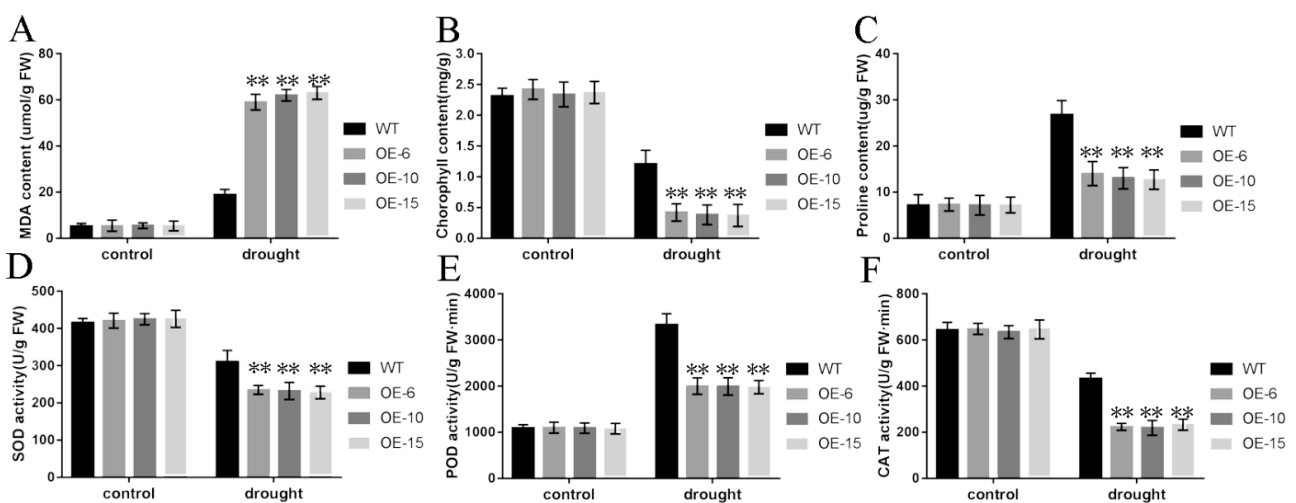 A
MDA content (umol/g FW)
80
60
40
20
0
** ** **
control drought
WT
OE-6
OE-10
OE-15
B
Chorophyll content(mg/g)
3.0
2.5
2.0
1.5
1.0
0.5
0.0
** ** **
control drought
WT
OE-6
OE-10
OE-15
C
Proline content(ug/g FW)
40
30
20
10
0
** ** **
control drought
WT
OE-6
OE-10
OE-15
D
SOD activity(U/g FW)
500
400
300
200
100
0
** ** **
control drought
WT
OE-6
OE-10
OE-15
E
POD activity(U/g FW·min)
4000
3000
2000
1000
0
** ** **
control drought
WT
OE-6
OE-10
OE-15
F
CAT activity(U/g FW·min)
800
600
400
200
0
** ** **
control drought
WT
OE-6
OE-10
OE-15